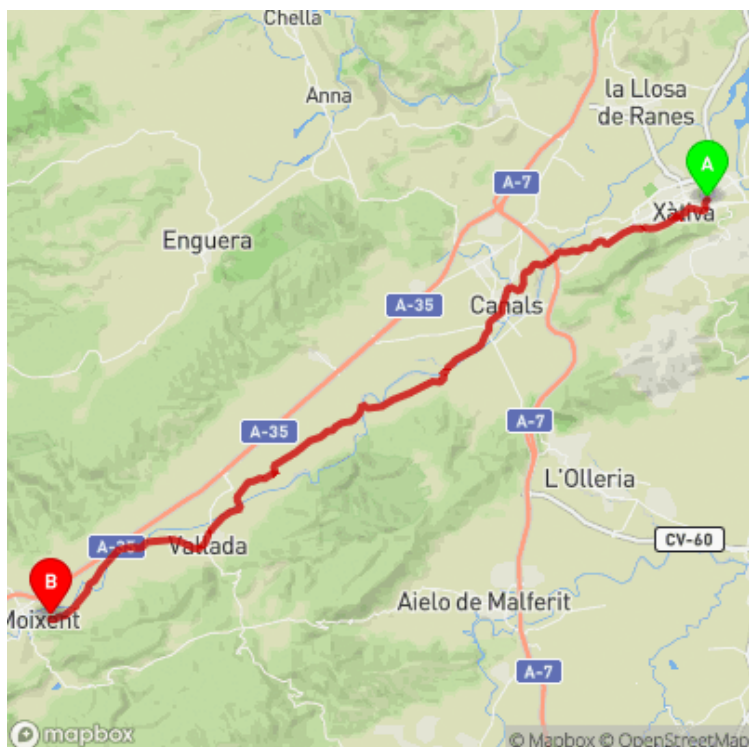 Chella
Anna
la Llosa
de Ranes
A-7
A
Enguera
Xàtiva
A-35
Canals
A-35
A-7
L'Olleria
A-35
Vallada
CV-60
B
Aielo de Malferit
Moixent
A-7
mapbox
© Mapbox © OpenStreetMap